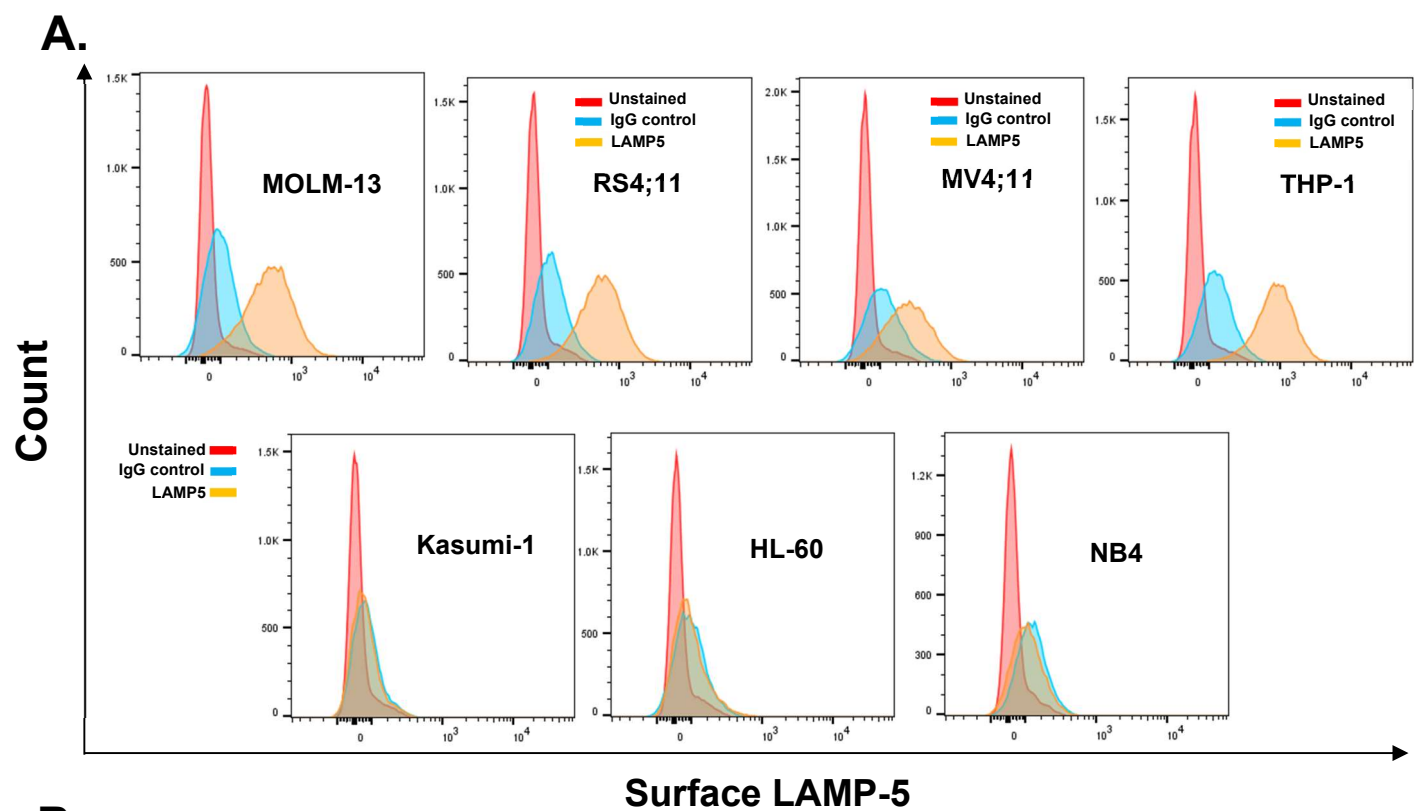 A.
Count
1.5K
1.0K
500
0
MOLM-13
0 10³ 10⁴
1.5K
1.0K
500
0
Unstained
IgG control
LAMP5
RS4;11
0 10³ 10⁴
2.0K
1.5K
1.0K
500
0
Unstained
IgG control
LAMP5
MV4;11
0 10³ 10⁴
1.5K
1.0K
500
0
Unstained
IgG control
LAMP5
THP-1
0 10³ 10⁴
Unstained
IgG control
LAMP5
1.5K
1.0K
500
0
Kasumi-1
0 10³ 10⁴
1.5K
1.0K
500
0
HL-60
0 10³ 10⁴
1.2K
900
600
300
0
NB4
0 10³ 10⁴
Surface LAMP-5